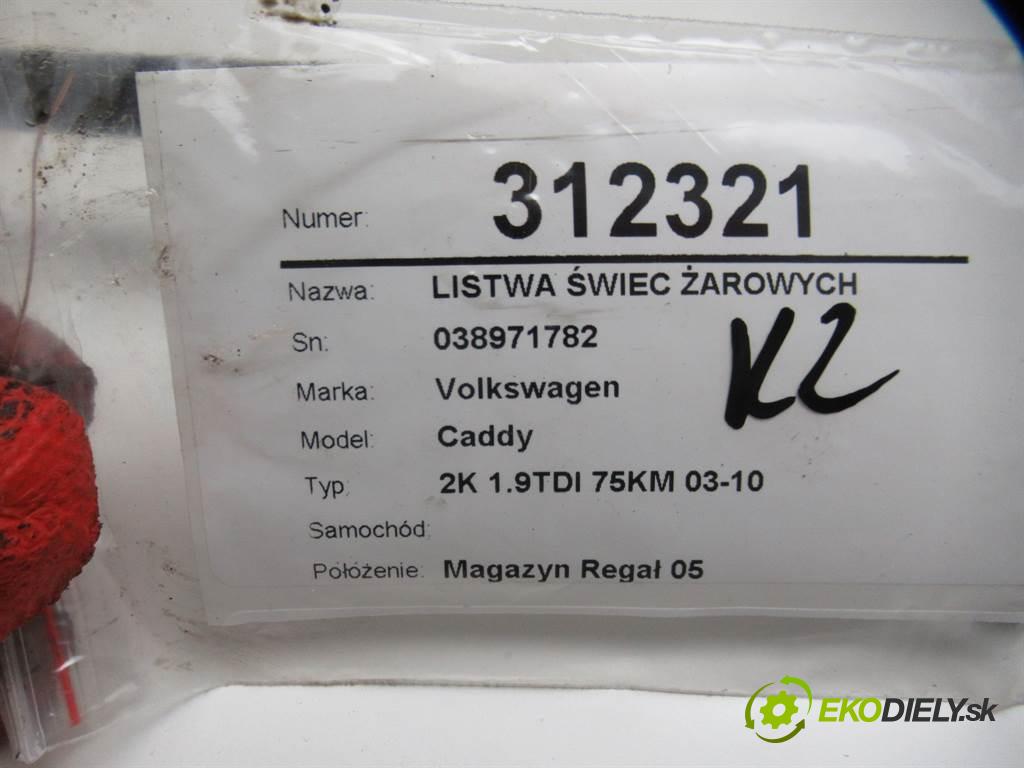 Numer: 312321
Nazwa: LISTWA ŚWIEC ŻAROWYCH
Sn: 038971782
Marka: Volkswagen
Model: Caddy
Typ: 2K 1.9TDI 75KM 03-10
Samochód:
Położenie: Magazyn Regał 05
K2
EKODIELY.sk